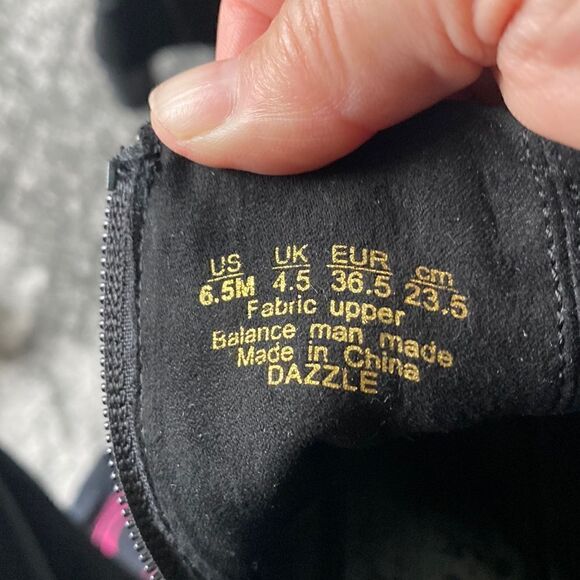 US UK EUR cm
6.5M 4.5 36.5 23.5
Fabric upper
Balance man made
Made in China
DAZZLE